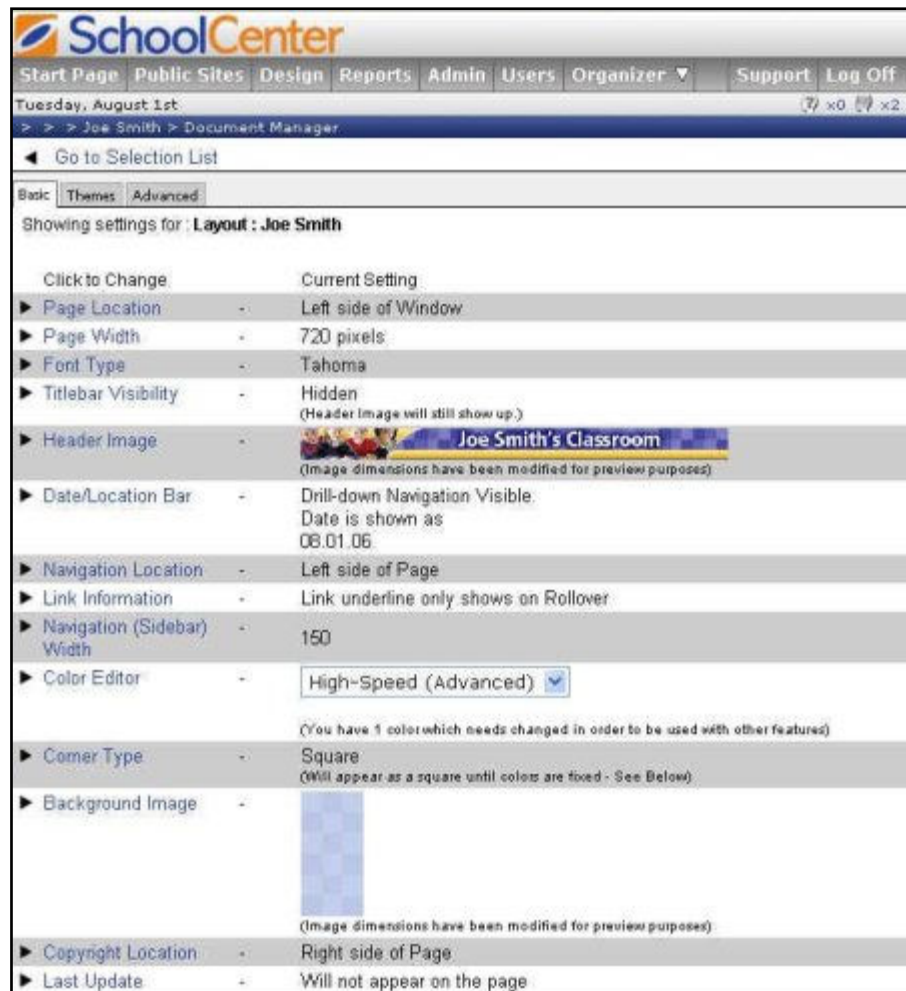 SchoolCenter
Start Page Public Sites Design Reports Admin Users Organizer ▼ Support Log Off
Tuesday, August 1st x0 x2
> > > Joe Smith > Document Manager
◄ Go to Selection List
Basic Themes Advanced
Showing settings for : Layout : Joe Smith
Click to Change Current Setting
► Page Location - Left side of Window
► Page Width - 720 pixels
► Font Type - Tahoma
► Titlebar Visibility - Hidden
(Header Image will still show up.)
► Header Image - Joe Smith's Classroom
(Image dimensions have been modified for preview purposes)
► Date/Location Bar - Drill-down Navigation Visible.
Date is shown as
08.01.06
► Navigation Location - Left side of Page
► Link Information - Link underline only shows on Rollover
► Navigation (Sidebar) - 150
Width
► Color Editor - High-Speed (Advanced)
(You have 1 color which needs changed in order to be used with other features)
► Corner Type - Square
(Will appear as a square until colors are fixed - See Below)
► Background Image -
(Image dimensions have been modified for preview purposes)
► Copyright Location - Right side of Page
► Last Update - Will not appear on the page